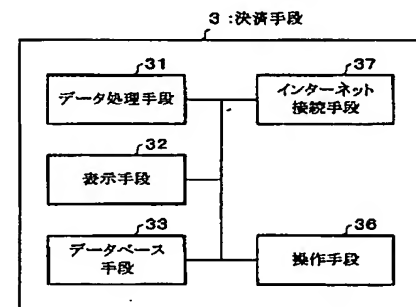 3 :決済手段
31
データ処理手段
37
インターネット
接続手段
32
表示手段
33
データベース
手段
36
操作手段